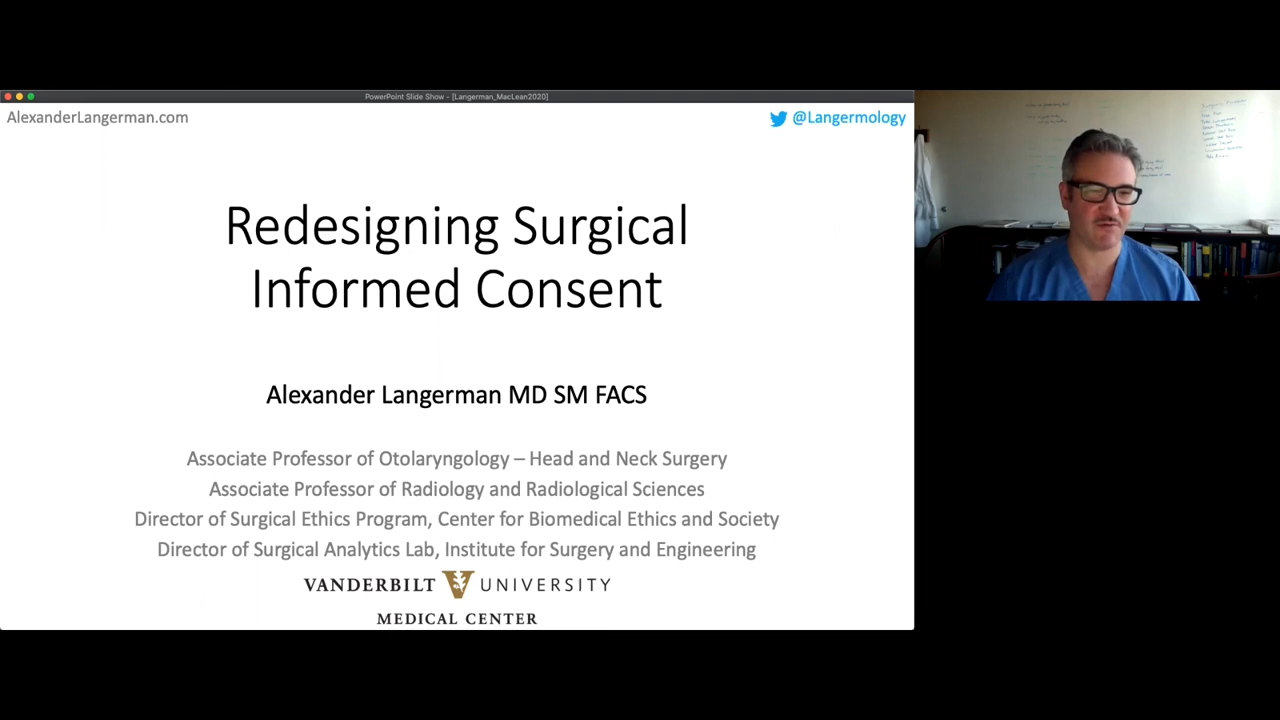 PowerPoint Slide Show - [Langerman_MacLean2020]
AlexanderLangerman.com
@Langermology
Redesigning Surgical
Informed Consent
Alexander Langerman MD SM FACS
Associate Professor of Otolaryngology – Head and Neck Surgery
Associate Professor of Radiology and Radiological Sciences
Director of Surgical Ethics Program, Center for Biomedical Ethics and Society
Director of Surgical Analytics Lab, Institute for Surgery and Engineering
VANDERBILT UNIVERSITY
MEDICAL CENTER